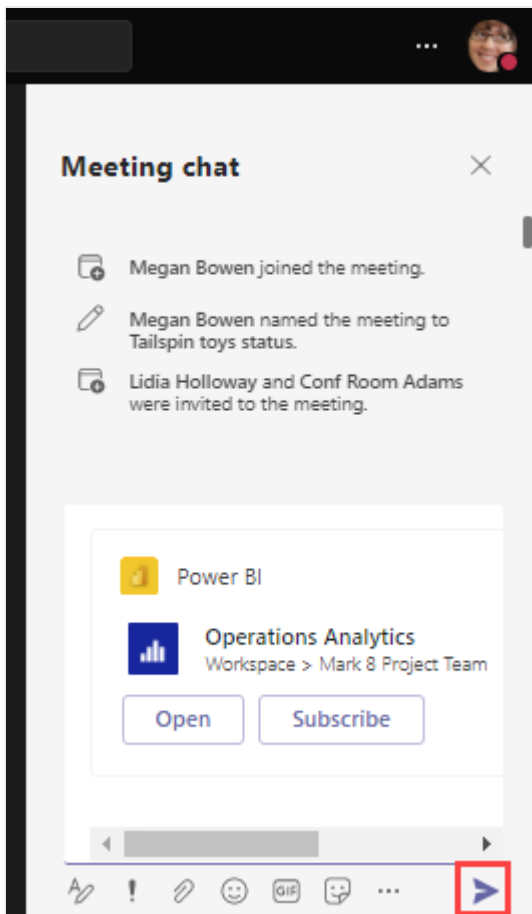 Meeting chat
Megan Bowen joined the meeting.
Megan Bowen named the meeting to
Tailspin toys status.
Lidia Holloway and Conf Room Adams
were invited to the meeting.
Power BI
Operations Analytics
Workspace > Mark 8 Project Team
Open Subscribe
GIF